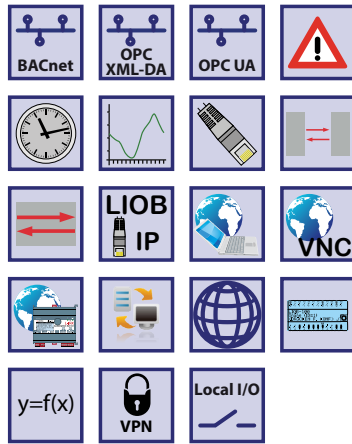 BACnet
OPC
XML-DA
OPC UA
LIOB
IP
VNC
y=f(x)
VPN
Local I/O